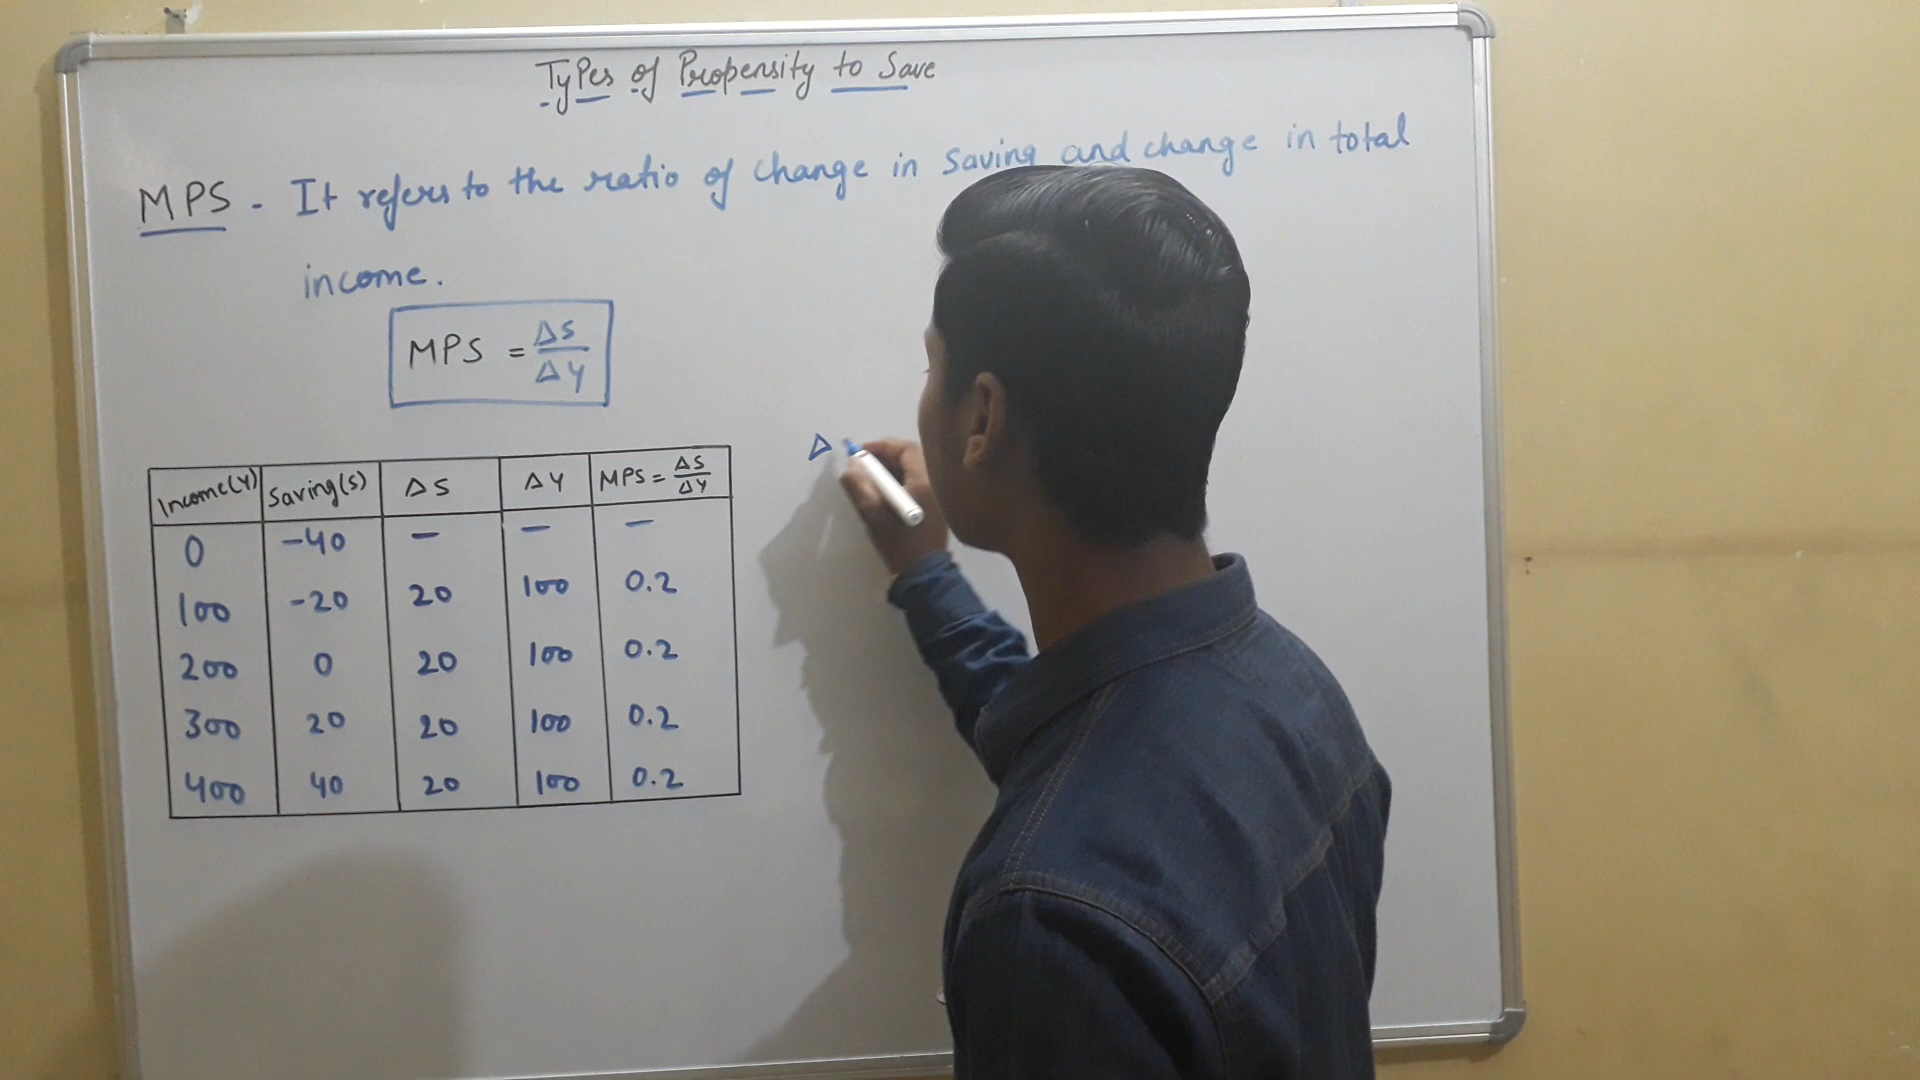 Types of Propensity to Save
MPS - It refers to the ratio of change in saving and change in total
income.
MPS = ΔS/ΔY
Income(Y) Saving(S) ΔS ΔY MPS = ΔS/ΔY
0 -40 - - -
100 -20 20 100 0.2
200 0 20 100 0.2
300 20 20 100 0.2
400 40 20 100 0.2
Δ